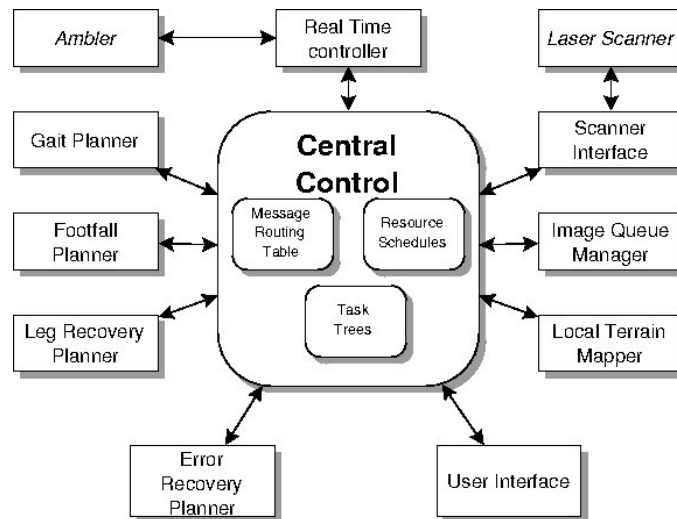 Ambler
Real Time
controller
Laser Scanner
Gait Planner
Central
Control
Scanner
Interface
Message
Routing
Table
Resource
Schedules
Footfall
Planner
Image Queue
Manager
Task
Trees
Leg Recovery
Planner
Local Terrain
Mapper
Error
Recovery
Planner
User Interface